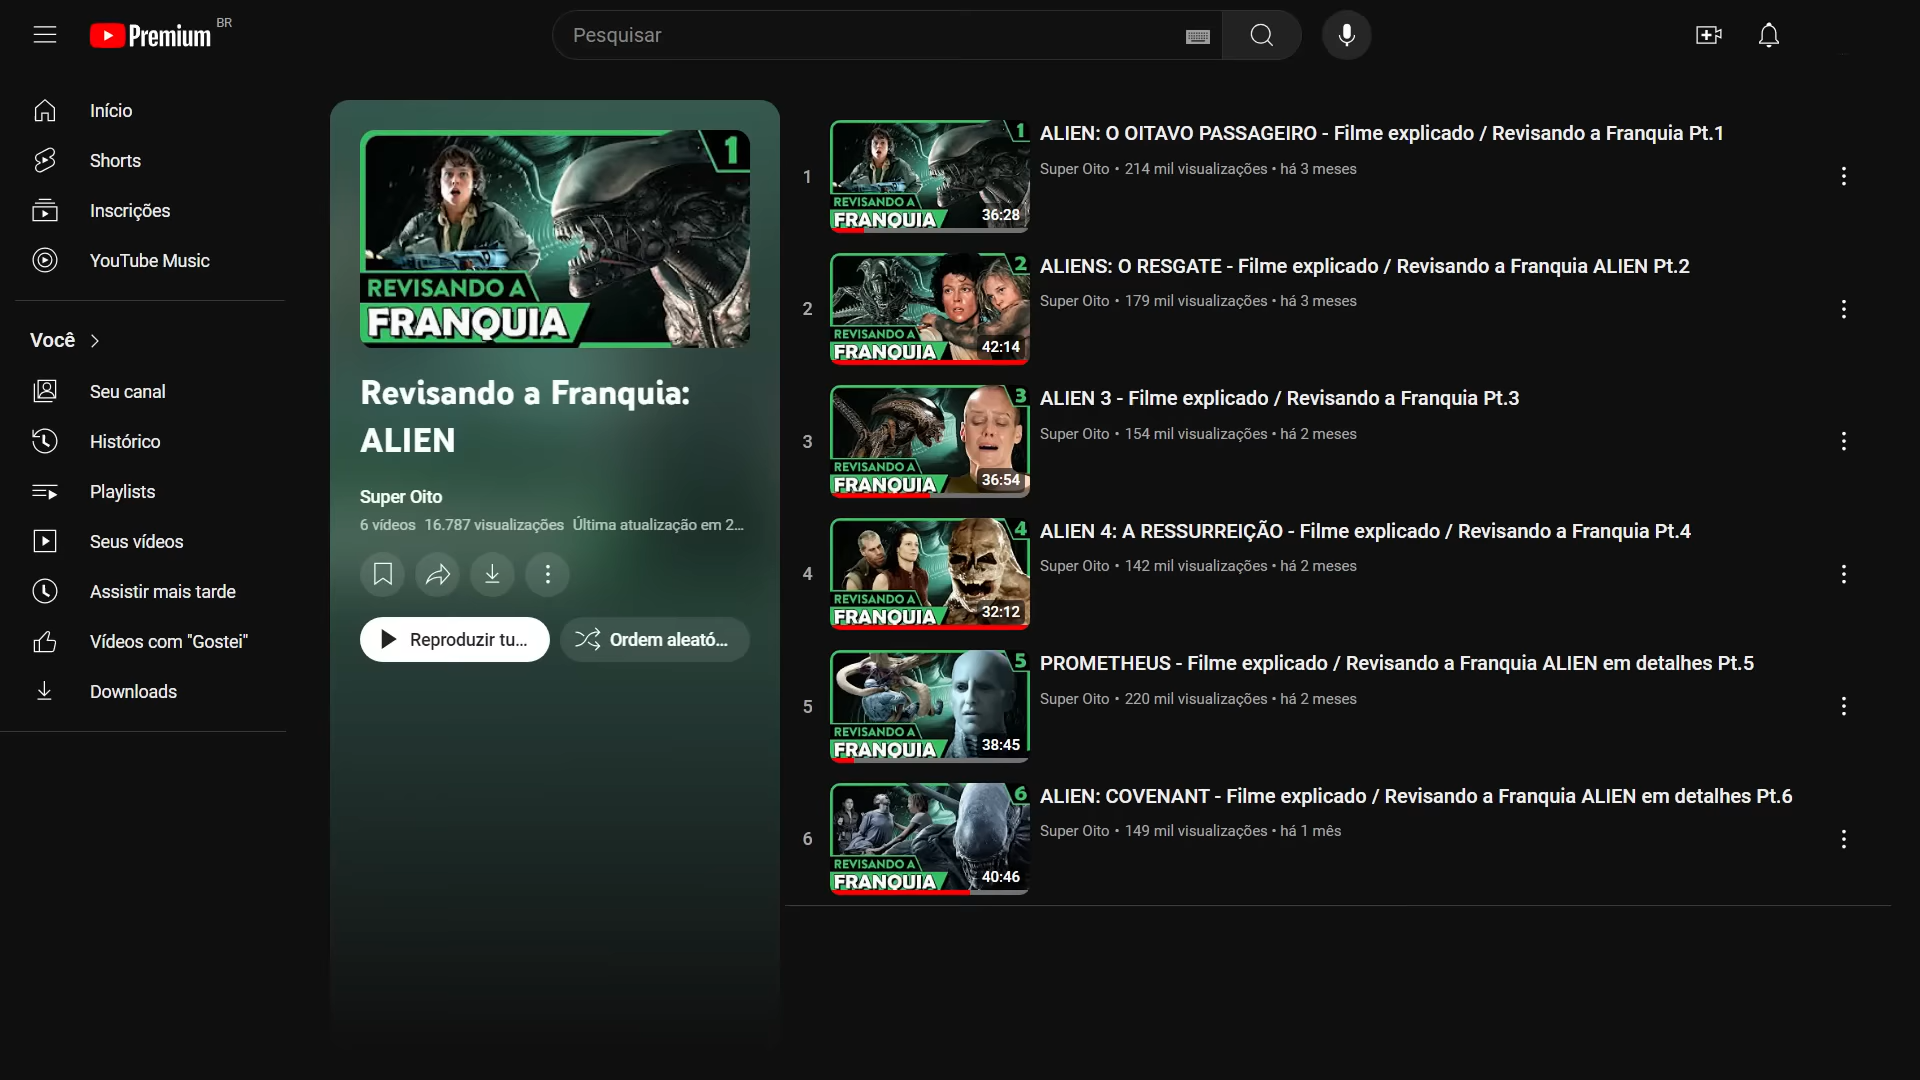 Premium BR
Pesquisar
Início
Shorts
Inscrições
YouTube Music
Você
Seu canal
Histórico
Playlists
Seus vídeos
Assistir mais tarde
Vídeos com "Gostei"
Downloads
1
REVISANDO A
FRANQUIA
Revisando a Franquia:
ALIEN
Super Oito
6 vídeos 16.787 visualizações Última atualização em 2...
Reproduzir tu...
Ordem aleató...
1
1
REVISANDO A
FRANQUIA
36:28
ALIEN: O OITAVO PASSAGEIRO - Filme explicado / Revisando a Franquia Pt.1
Super Oito • 214 mil visualizações • há 3 meses
2
2
REVISANDO A
FRANQUIA
42:14
ALIENS: O RESGATE - Filme explicado / Revisando a Franquia ALIEN Pt.2
Super Oito • 179 mil visualizações • há 3 meses
3
3
REVISANDO A
FRANQUIA
36:54
ALIEN 3 - Filme explicado / Revisando a Franquia Pt.3
Super Oito • 154 mil visualizações • há 2 meses
4
4
REVISANDO A
FRANQUIA
32:12
ALIEN 4: A RESSURREIÇÃO - Filme explicado / Revisando a Franquia Pt.4
Super Oito • 142 mil visualizações • há 2 meses
5
5
REVISANDO A
FRANQUIA
38:45
PROMETHEUS - Filme explicado / Revisando a Franquia ALIEN em detalhes Pt.5
Super Oito • 220 mil visualizações • há 2 meses
6
6
REVISANDO A
FRANQUIA
40:46
ALIEN: COVENANT - Filme explicado / Revisando a Franquia ALIEN em detalhes Pt.6
Super Oito • 149 mil visualizações • há 1 mês